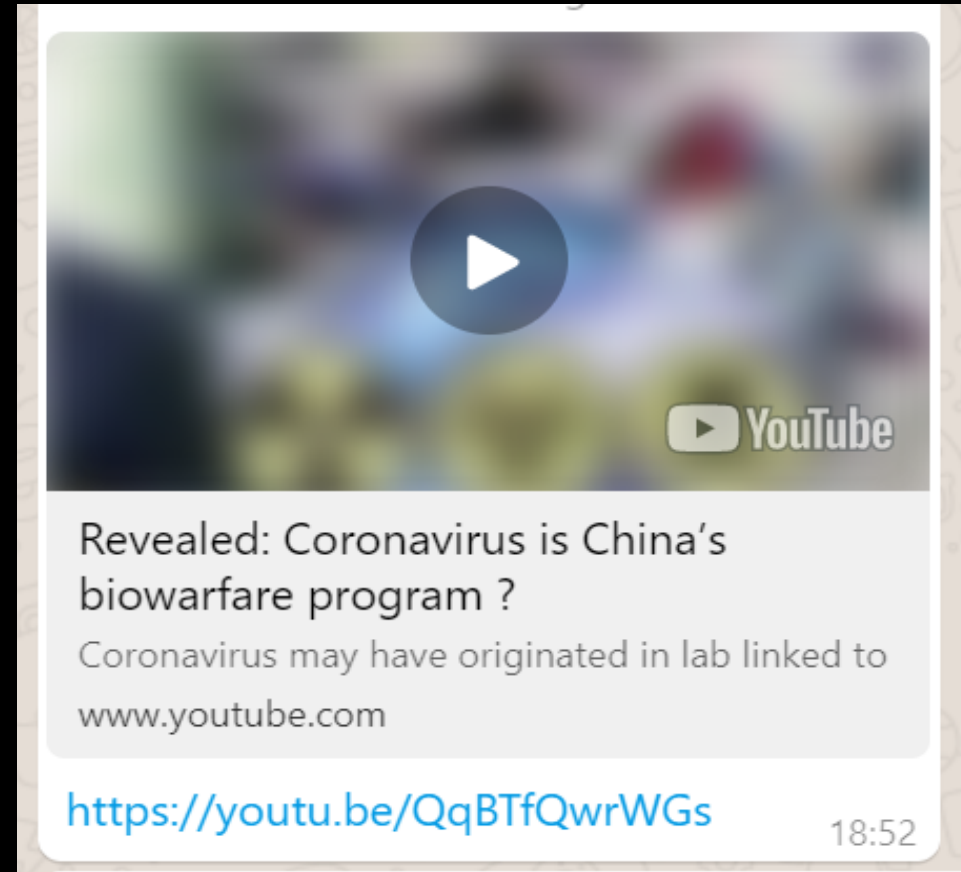 YouTube
Revealed: Coronavirus is China's
biowarfare program ?
Coronavirus may have originated in lab linked to
www.youtube.com
https://youtu.be/QqBTfQwrWGs
18:52